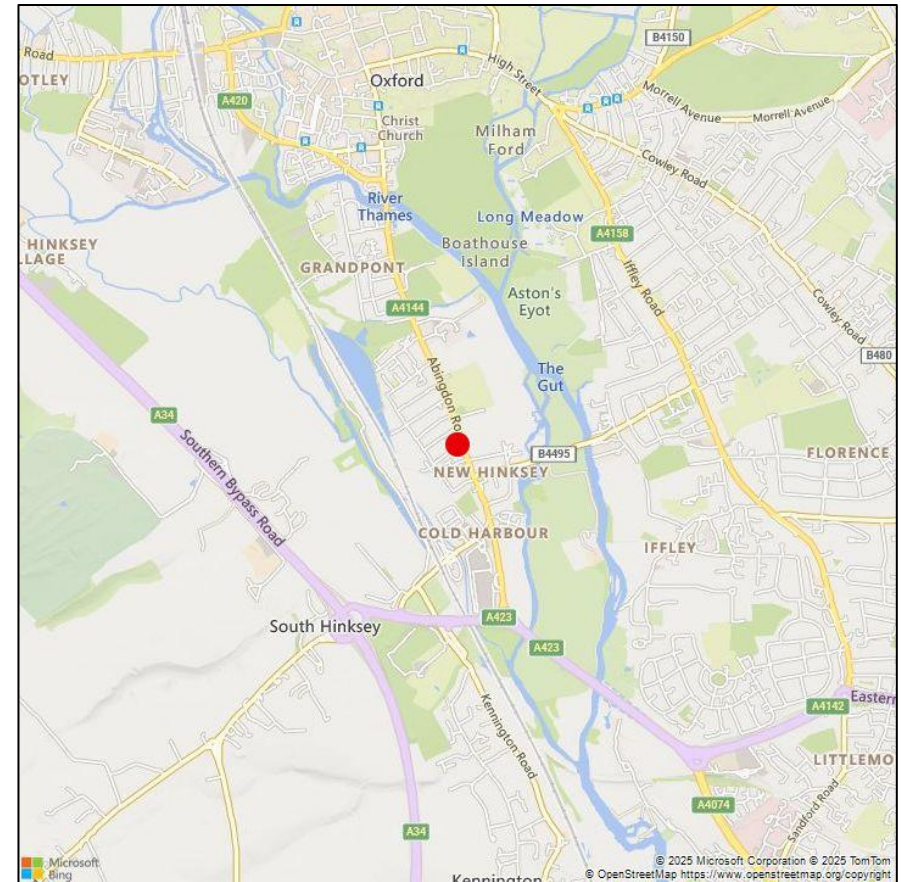 Road
B4150
OTLEY
Oxford
High Street
A420
Morrell Avenue
Morrell Avenue
Christ
Church
Milham
Ford
Cowley Road
River
Thames
Long Meadow
A4158
HINKSEY
LLAGE
Boathouse
Island
GRANDPONT
Iffley Road
Aston's
Eyot
A4144
Cowley Road
Abingdon Ro
The
Gut
B480
A34
Southern Bypass Road
B4495
FLORENCE
NEW HINKSEY
COLD HARBOUR
IFFLEY
South Hinksey
A423
A423
Eastern
Kennington Road
A4142
LITTLEMO
A4074
Sandford Road
A34
Microsoft
Bing
Kennington
© 2025 Microsoft Corporation © 2025 TomTom
© OpenStreetMap https://www.openstreetmap.org/copyright